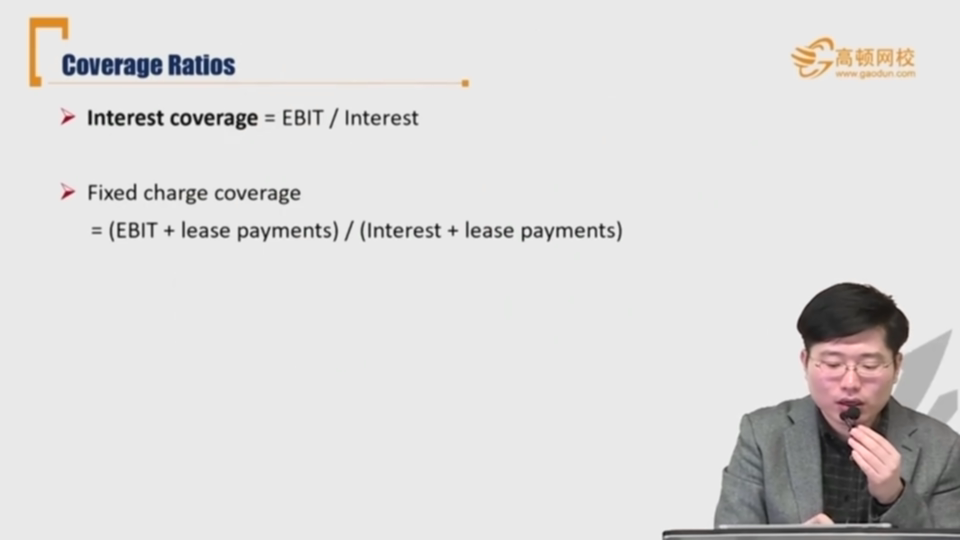 Coverage Ratios
高顿网校
www.gaodun.com
Interest coverage = EBIT / Interest
Fixed charge coverage
= (EBIT + lease payments) / (Interest + lease payments)